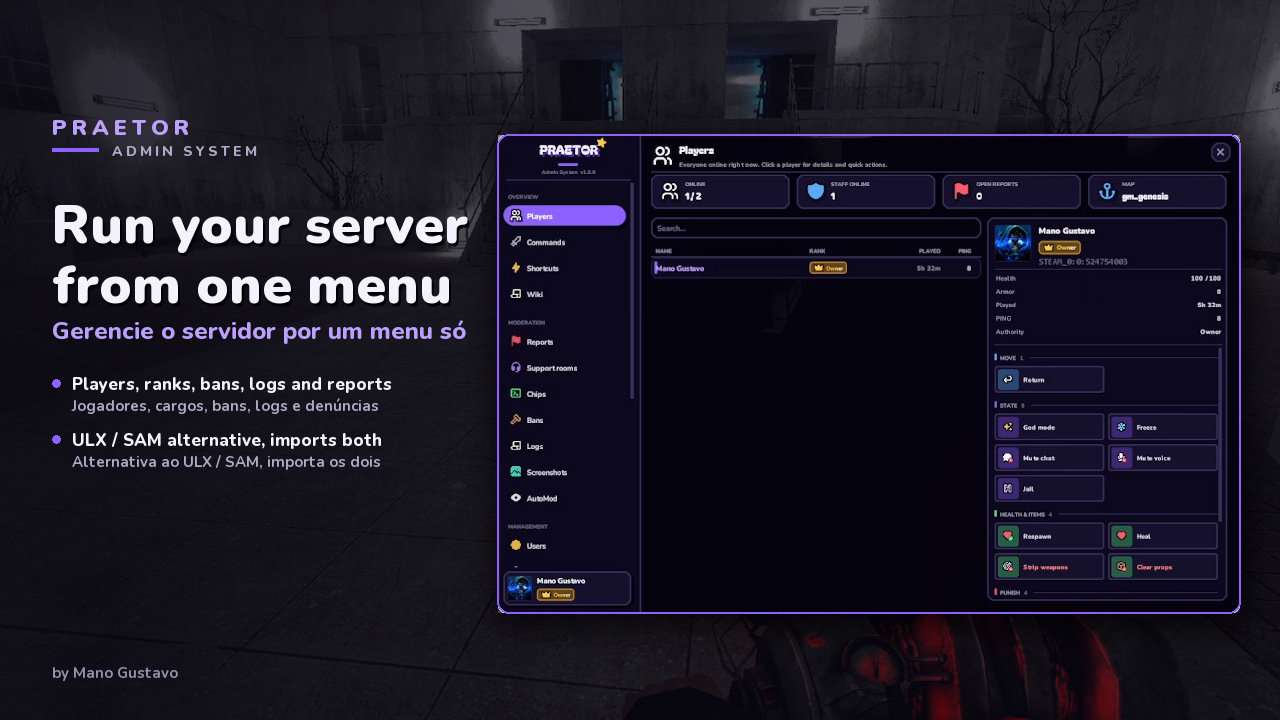 PRAETOR
ADMIN SYSTEM
Run your server
from one menu
Gerencie o servidor por um menu só
Players, ranks, bans, logs and reports
Jogadores, cargos, bans, logs e denúncias
ULX / SAM alternative, imports both
Alternativa ao ULX / SAM, importa os dois
by Mano Gustavo
PRAETOR
Admin System v1.6.0
OVERVIEW
Players
Commands
Shortcuts
Wiki
MODERATION
Reports
Support rooms
Chips
Bans
Logs
Screenshots
AutoMod
MANAGEMENT
Users
Mano Gustavo
Owner
Players
Everyone online right now. Click a player for details and quick actions.
ONLINE
1/2
STAFF ONLINE
1
OPEN REPORTS
0
MAP
gm_genesis
Search...
NAME RANK PLAYED PING
Mano Gustavo Owner 5h 32m 8
Mano Gustavo
Owner
STEAM_0:0:524754003
Health 100 / 100
Armor 0
Played 5h 32m
PING 8
Authority Owner
MOVE 1
Return
STATE 5
God mode Freeze
Mute chat Mute voice
Jail
HEALTH & ITEMS 4
Respawn Heal
Strip weapons Clear props
PUNISH 4